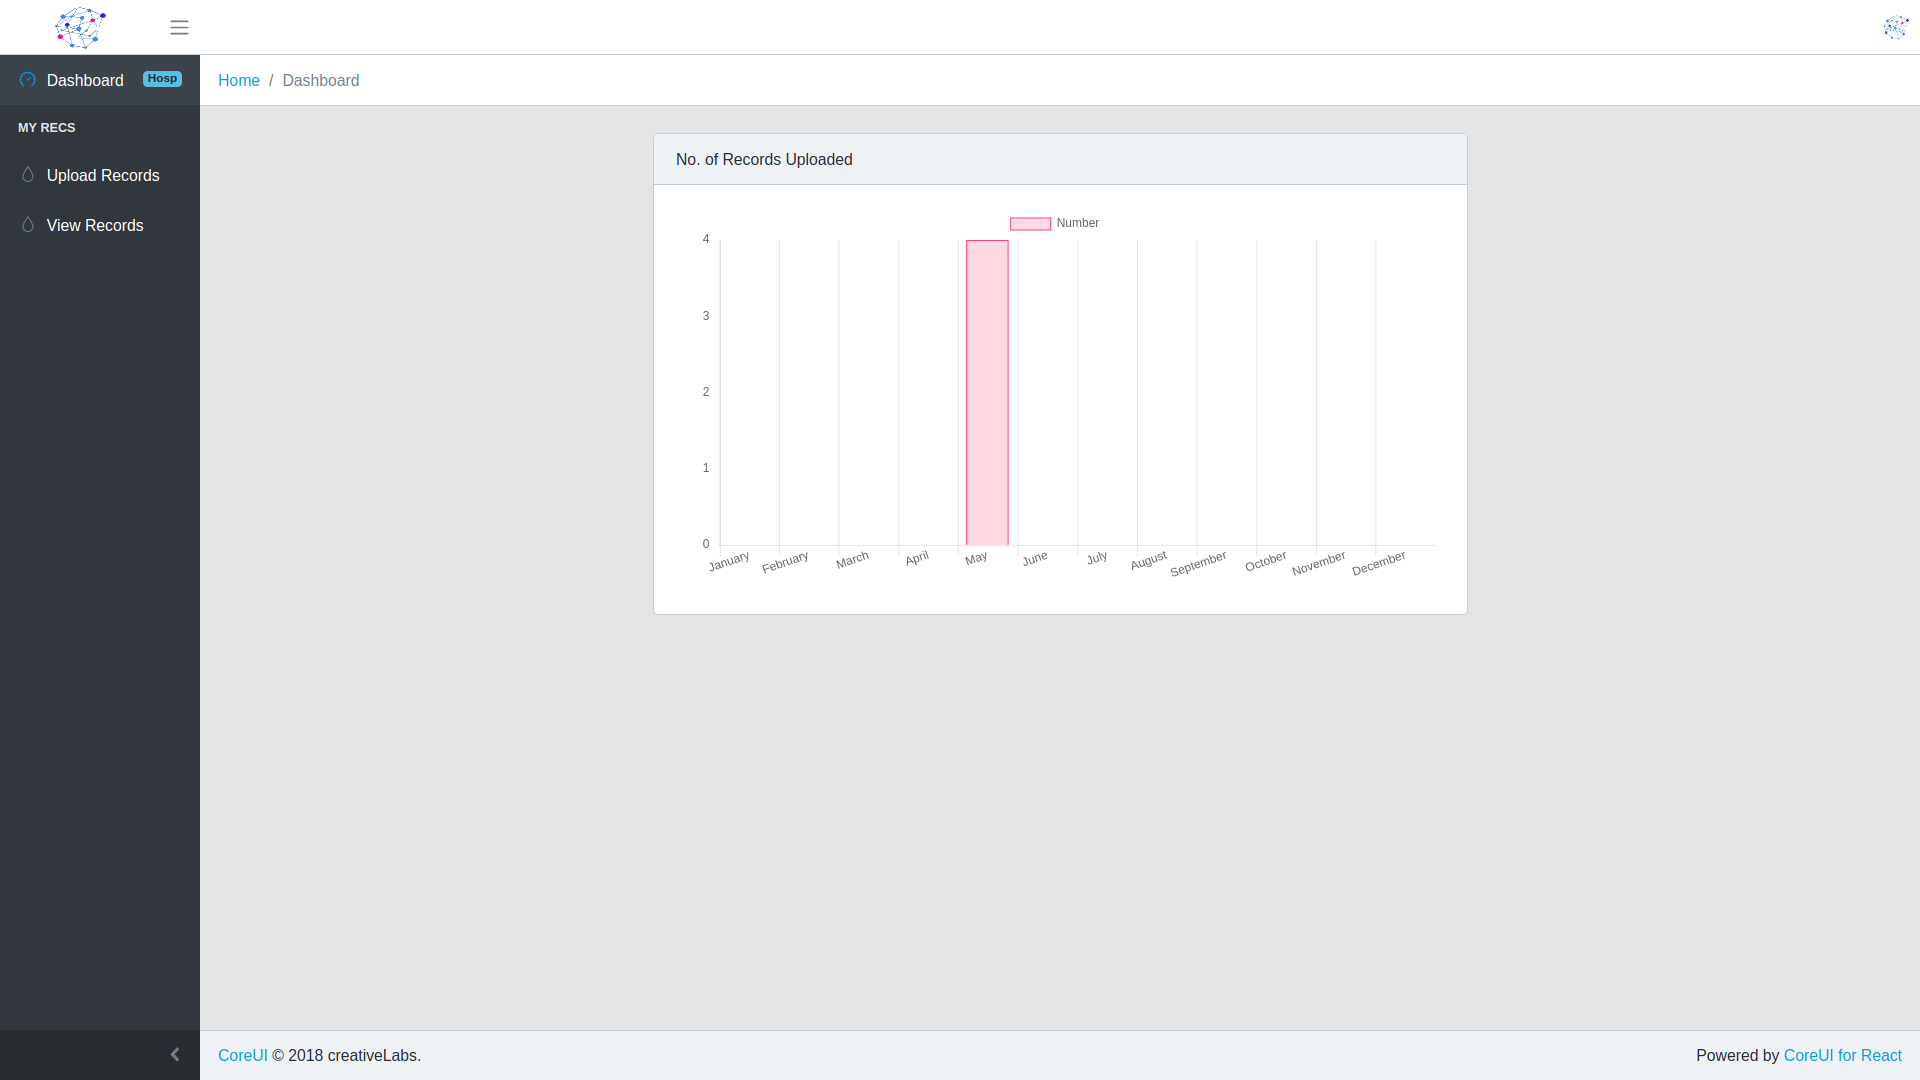 Dashboard Hosp
Home / Dashboard
MY RECS
Upload Records
View Records
No. of Records Uploaded
Number
4
3
2
1
0
January February March April May June July August September October November December
CoreUI © 2018 creativeLabs.
Powered by CoreUI for React